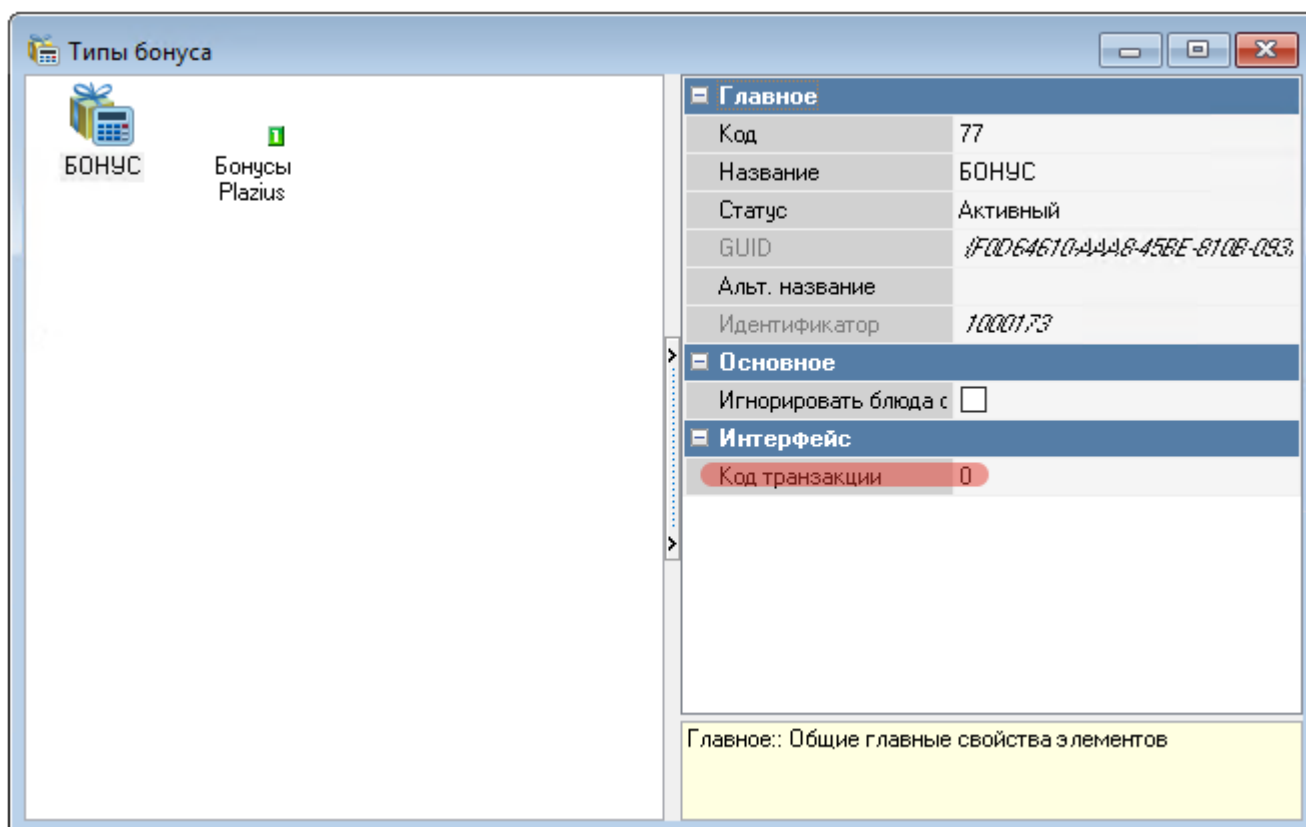 Типы бонуса
БОНУС
Бонусы
Plazius
Главное
Код 77
Название БОНУС
Статус Активный
GUID {F0D64610-AAA8-45BE-810B-093
Альт. название
Идентификатор 1000173
Основное
Игнорировать блюда с
Интерфейс
Код транзакции 0
Главное:: Общие главные свойства элементов